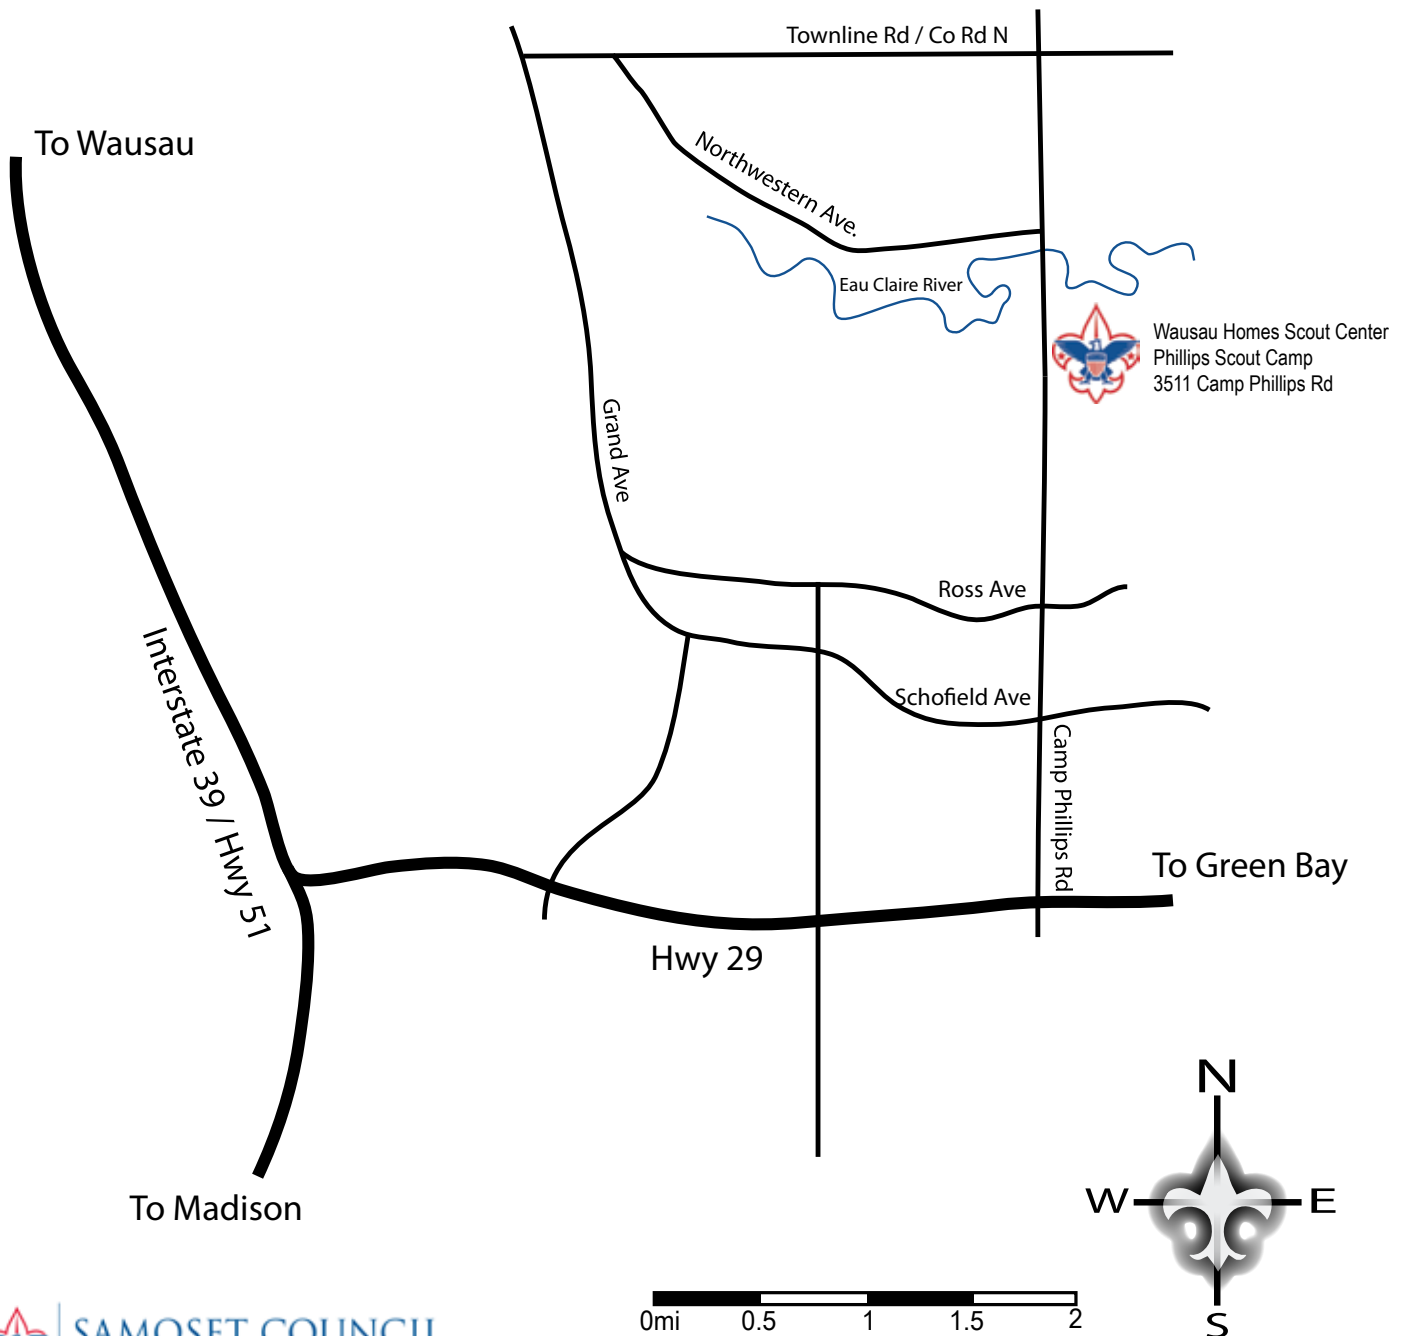 Townline Rd / Co Rd N
To Wausau
Northwestern Ave.
Eau Claire River
Wausau Homes Scout Center
Phillips Scout Camp
3511 Camp Phillips Rd
Grand Ave
Ross Ave
Interstate 39 / Hwy 51
Schofield Ave
Camp Phillips Rd
To Green Bay
Hwy 29
N
W
E
S
To Madison
0mi 0.5 1 1.5 2
SAMOSET COUNCIL